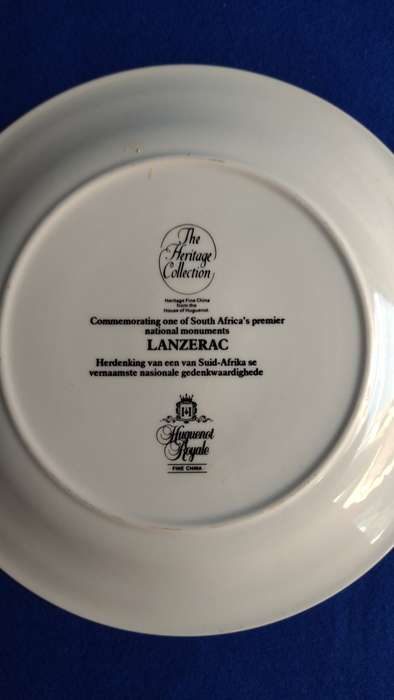 The
Heritage
Collection
Heritage Fine China
from the
House of Huguenot
Commemorating one of South Africa's premier
national monuments
LANZERAC
Herdenking van een van Suid-Afrika se
vernaamste nasionale gedenkwaardighede
Huguenot
Royale
FINE CHINA